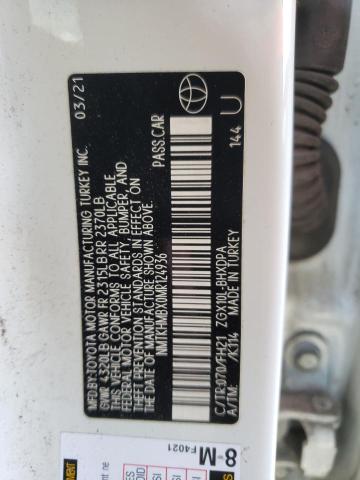 MFD BY: TOYOTA MOTOR MANUFACTURING TURKEY INC. 03/21
GVWR 4320LB GAWR FR 2315LB RR 2370LB
THIS VEHICLE CONFORMS TO ALL APPLICABLE
FEDERAL MOTOR VEHICLE SAFETY, BUMPER, AND
THEFT PREVENTION STANDARDS IN EFFECT ON
THE DATE OF MANUFACTURE SHOWN ABOVE.
NMTKHMBX0MR124936 PASS.CAR
C/TR:070/FH21 ZGX10L-BHXDPA 144 U
A/TM: /K314 MADE IN TURKEY
8-M
F4021